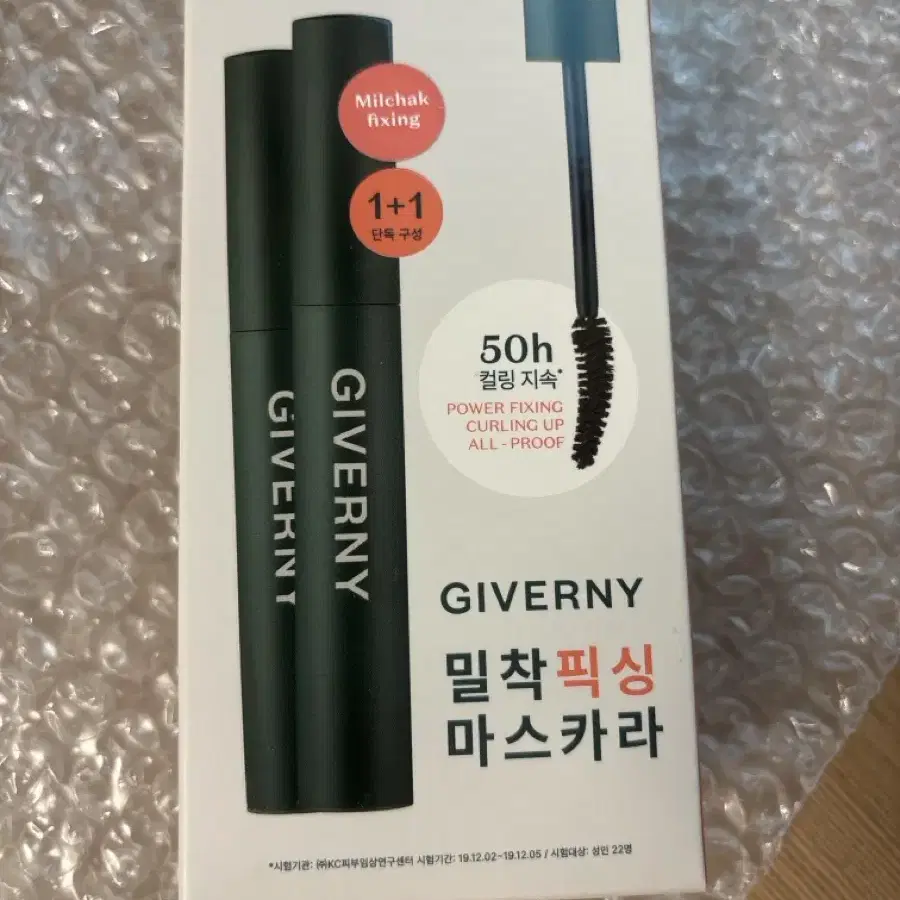 Milchak
fixing
1+1
단독 구성
GIVERNY
GIVERNY
50h
컬링 지속*
POWER FIXING
CURLING UP
ALL - PROOF
GIVERNY
밀착픽싱
마스카라
*시험기관: ㈜KC피부임상연구센터 시험기간: 19.12.02~19.12.05 / 시험대상: 성인 22명